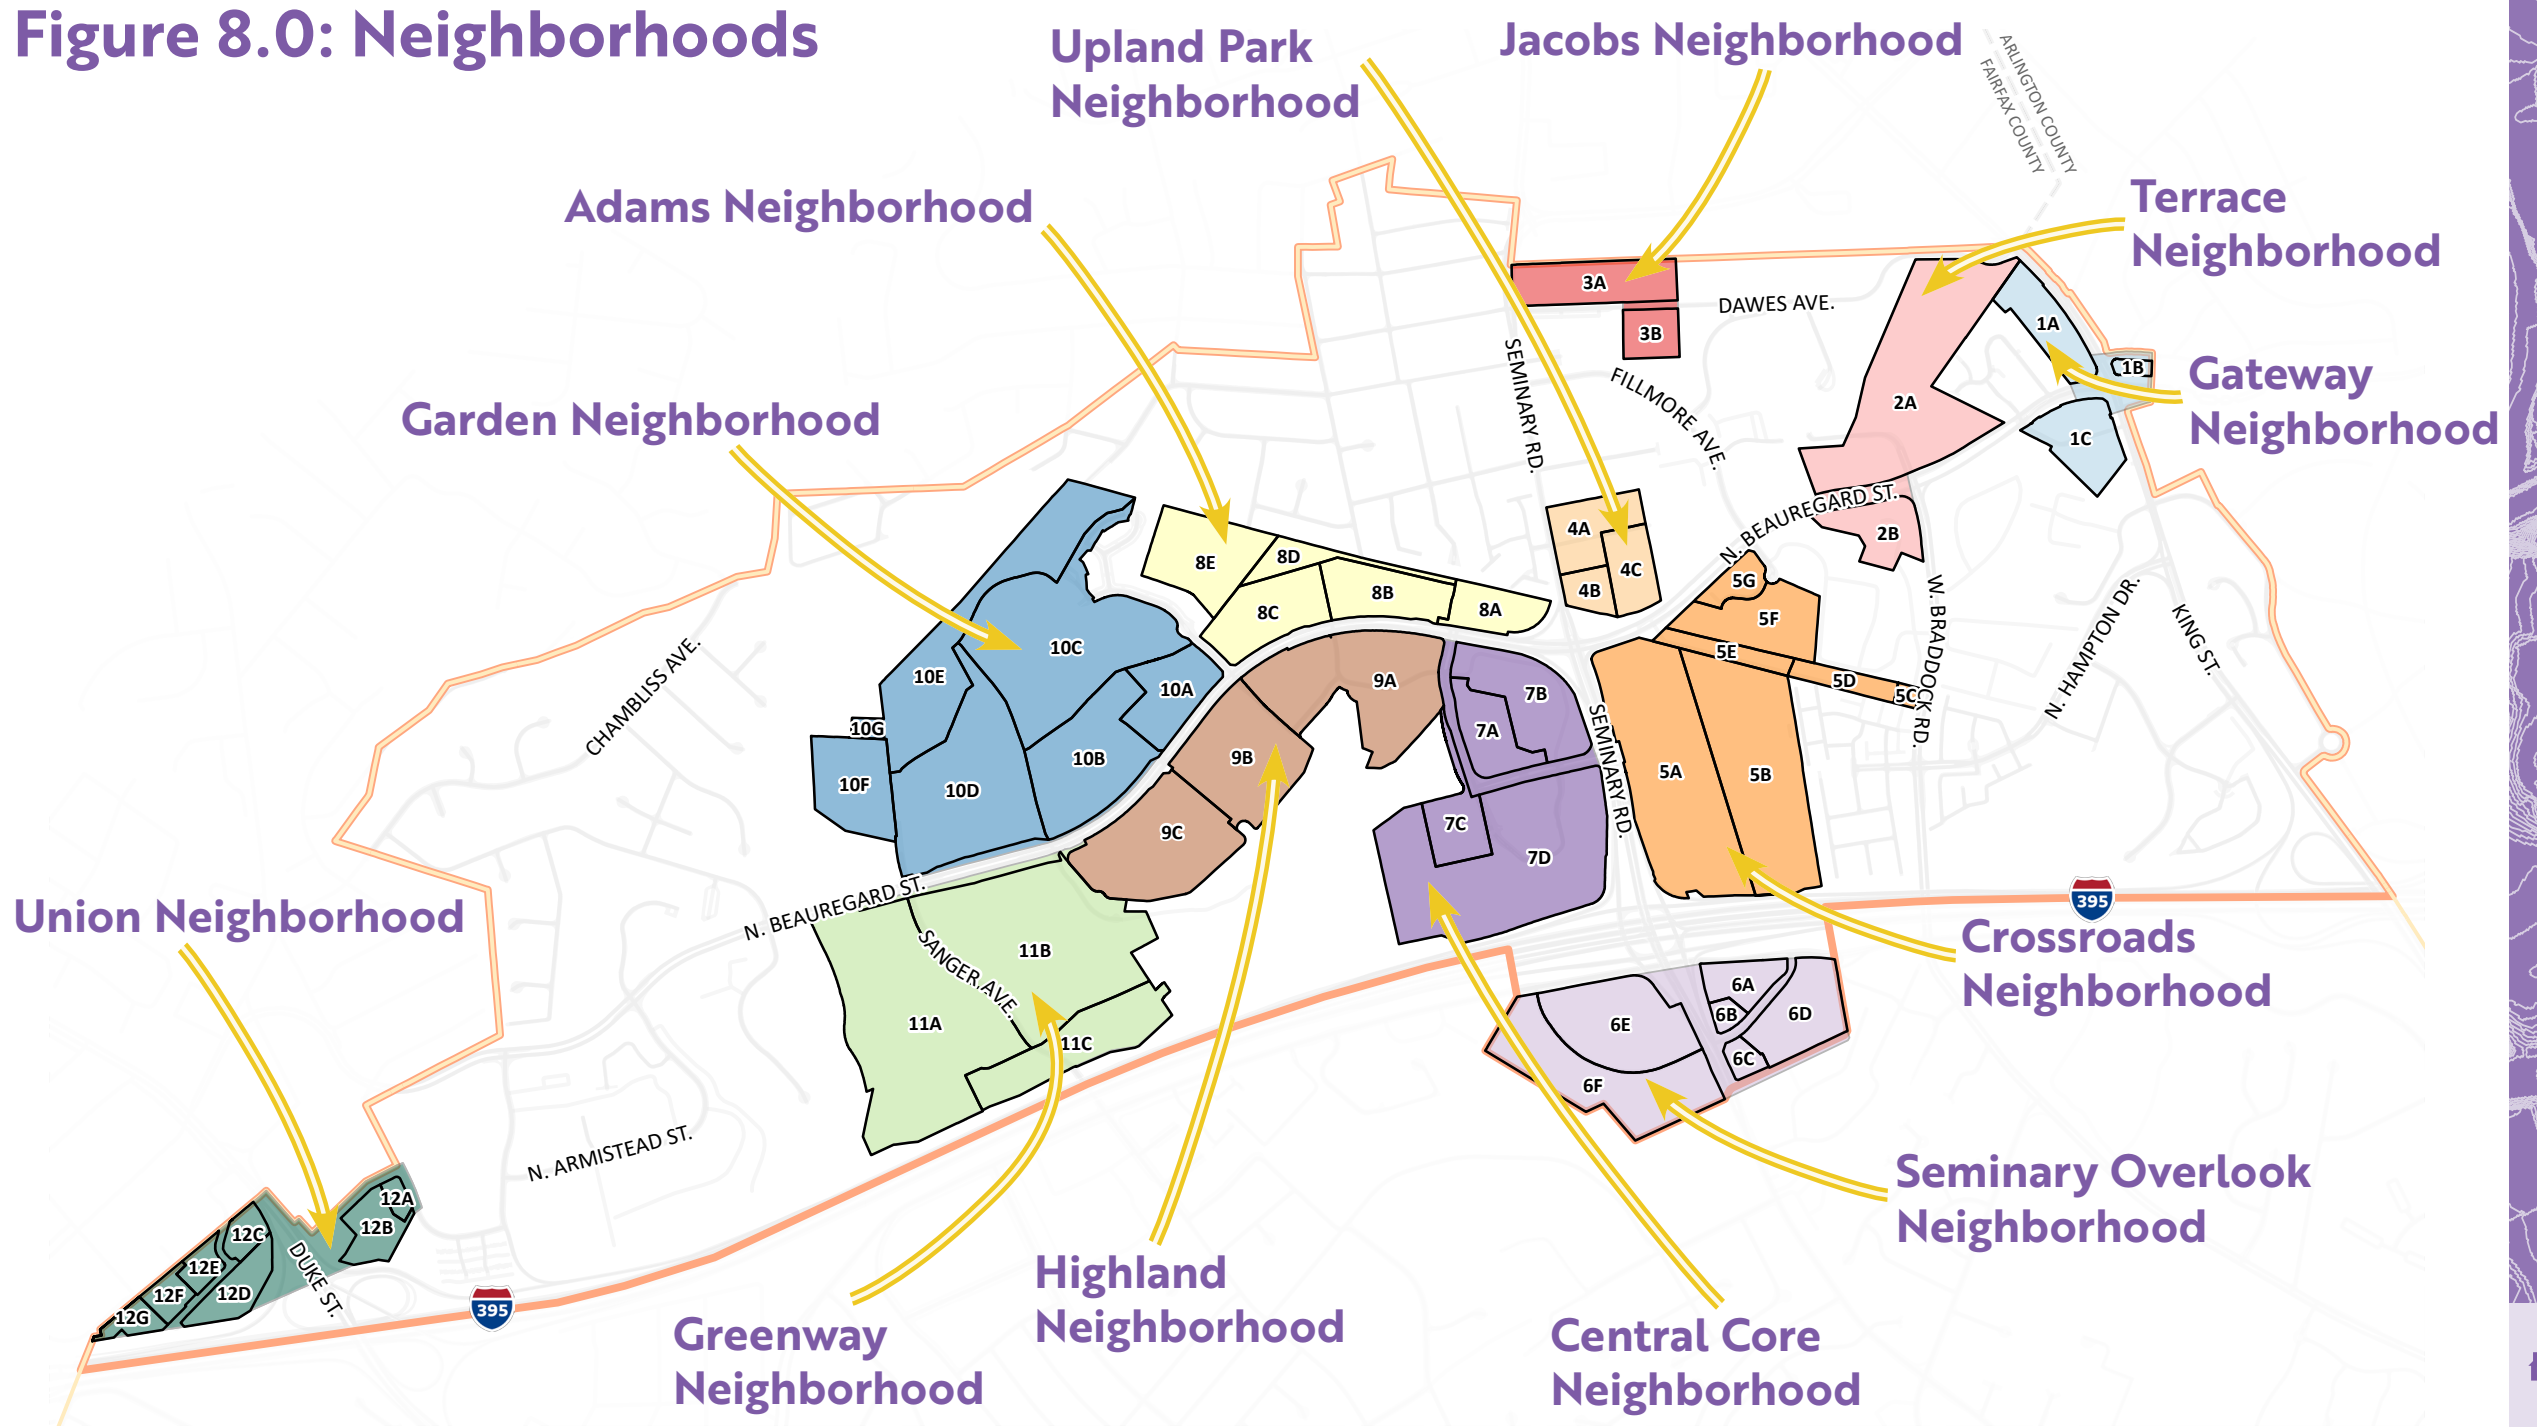 Figure 8.0: Neighborhoods
Upland Park
Neighborhood
Jacobs Neighborhood
ARLINGTON COUNTY
FAIRFAX COUNTY
Adams Neighborhood
Terrace
Neighborhood
Garden Neighborhood
Gateway
Neighborhood
3A
3B
DAWES AVE.
SEMINARY RD.
FILLMORE AVE.
1A
1B
1C
2A
2B
N. BEAUREGARD ST.
W. BRADDOCK RD.
N. HAMPTON DR.
KING ST.
4A
4B
4C
5G
5F
5E
5D
5C
5A
5B
8E
8D
8C
8B
8A
10C
10E
10A
10G
10F
10D
10B
9A
9B
9C
7B
7A
7C
7D
SEMINARY RD.
CHAMBLISS AVE.
Union Neighborhood
N. BEAUREGARD ST.
SANGER AVE.
11B
11A
11C
395
Crossroads
Neighborhood
6A
6B
6D
6E
6C
6F
N. ARMISTEAD ST.
Seminary Overlook
Neighborhood
12A
12B
12C
12E
12D
12F
12G
DUKE ST.
395
Highland
Neighborhood
Greenway
Neighborhood
Central Core
Neighborhood